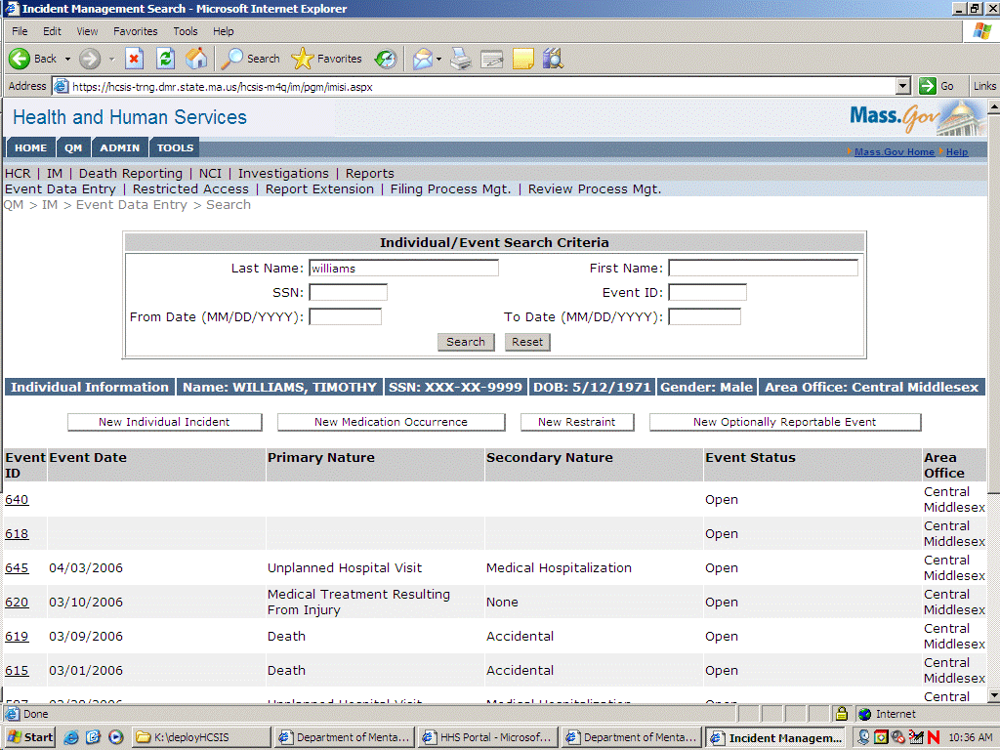 Incident Management Search - Microsoft Internet Explorer
File Edit View Favorites Tools Help
Back Search Favorites
Address https://hcsis-trng.dmr.state.ma.us/hcsis-m4q/im/pgm/imisi.aspx Go Links
Health and Human Services Mass.Gov
HOME QM ADMIN TOOLS Mass.Gov Home Help
HCR | IM | Death Reporting | NCI | Investigations | Reports
Event Data Entry | Restricted Access | Report Extension | Filing Process Mgt. | Review Process Mgt.
QM > IM > Event Data Entry > Search
Individual/Event Search Criteria
Last Name: williams First Name:
SSN: Event ID:
From Date (MM/DD/YYYY): To Date (MM/DD/YYYY):
Search Reset
Individual Information Name: WILLIAMS, TIMOTHY SSN: XXX-XX-9999 DOB: 5/12/1971 Gender: Male Area Office: Central Middlesex
New Individual Incident New Medication Occurrence New Restraint New Optionally Reportable Event
Event ID Event Date Primary Nature Secondary Nature Event Status Area Office
640 Open Central Middlesex
618 Open Central Middlesex
645 04/03/2006 Unplanned Hospital Visit Medical Hospitalization Open Central Middlesex
620 03/10/2006 Medical Treatment Resulting From Injury None Open Central Middlesex
619 03/09/2006 Death Accidental Open Central Middlesex
615 03/01/2006 Death Accidental Open Central Middlesex
Unplanned Hospital Visit Medical Hospitalization Open Central
Done Internet
Start K:\deployHCSIS Department of Menta... HHS Portal - Microsof... Department of Menta... Incident Managem... 10:36 AM